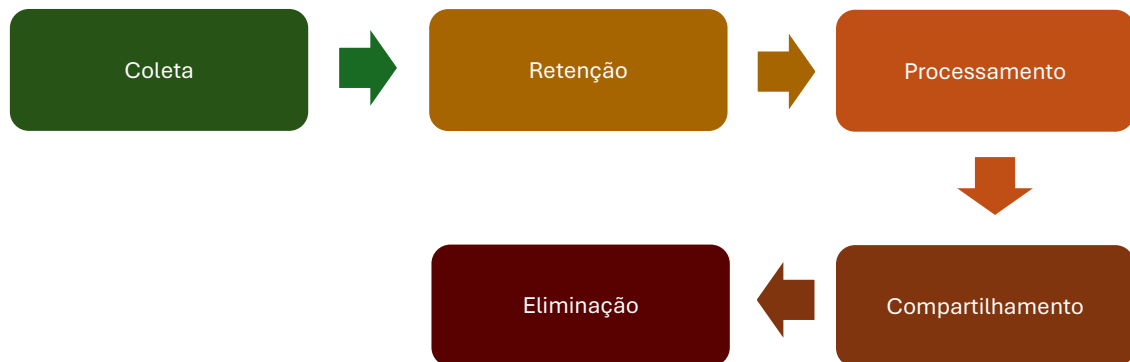 Coleta
Retenção
Processamento
Compartilhamento
Eliminação